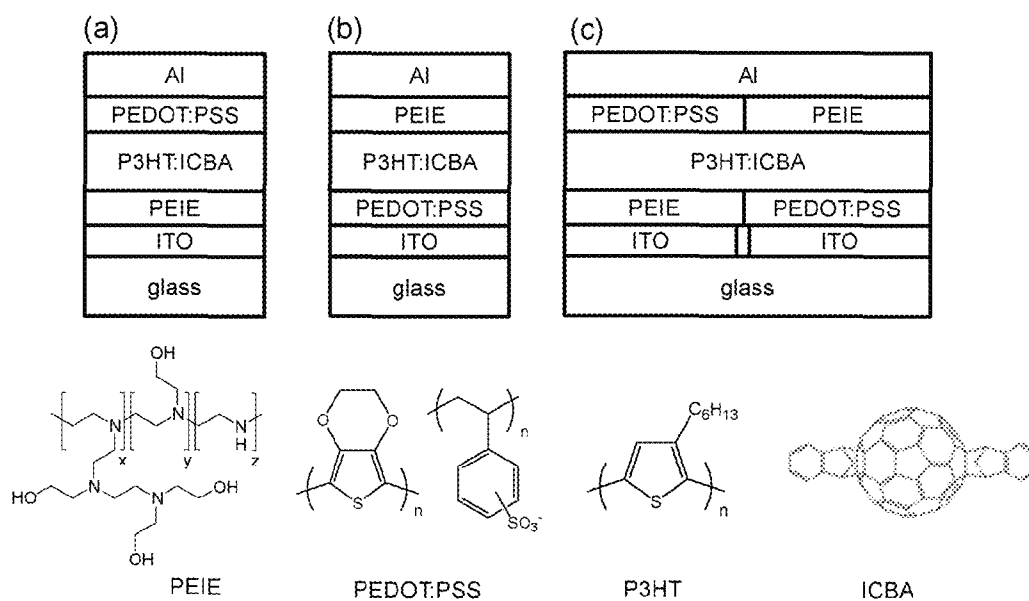 (a) (b) (c)
Al
PEDOT:PSS
P3HT:ICBA
PEIE
ITO
glass
Al
PEIE
P3HT:ICBA
PEDOT:PSS
ITO
glass
Al
PEDOT:PSS PEIE
P3HT:ICBA
PEIE PEDOT:PSS
ITO ITO
glass
OH
N N N
H
x y z
HO N N OH
OH
PEIE
O O
S n
n
SO3-
PEDOT:PSS
C6H13
S n
P3HT
ICBA